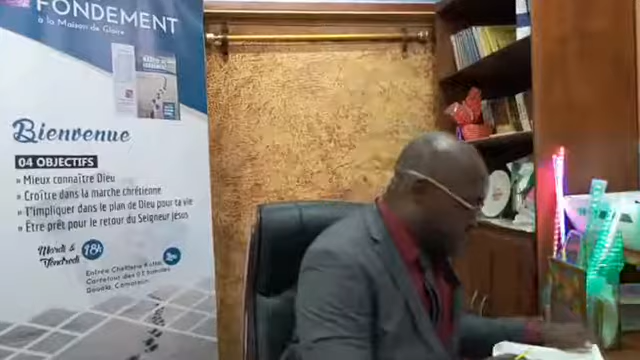 FONDEMENT
à la Maison de Gloire
Bienvenue
04 OBJECTIFS
» Mieux connaître Dieu
» Croître dans la marche chrétienne
» T'impliquer dans le plan de Dieu pour ta vie
» Être prêt pour le retour du Seigneur Jésus
Mardi &
Vendredi
18h
Entrée
Carrefour
Douala, Cameroun